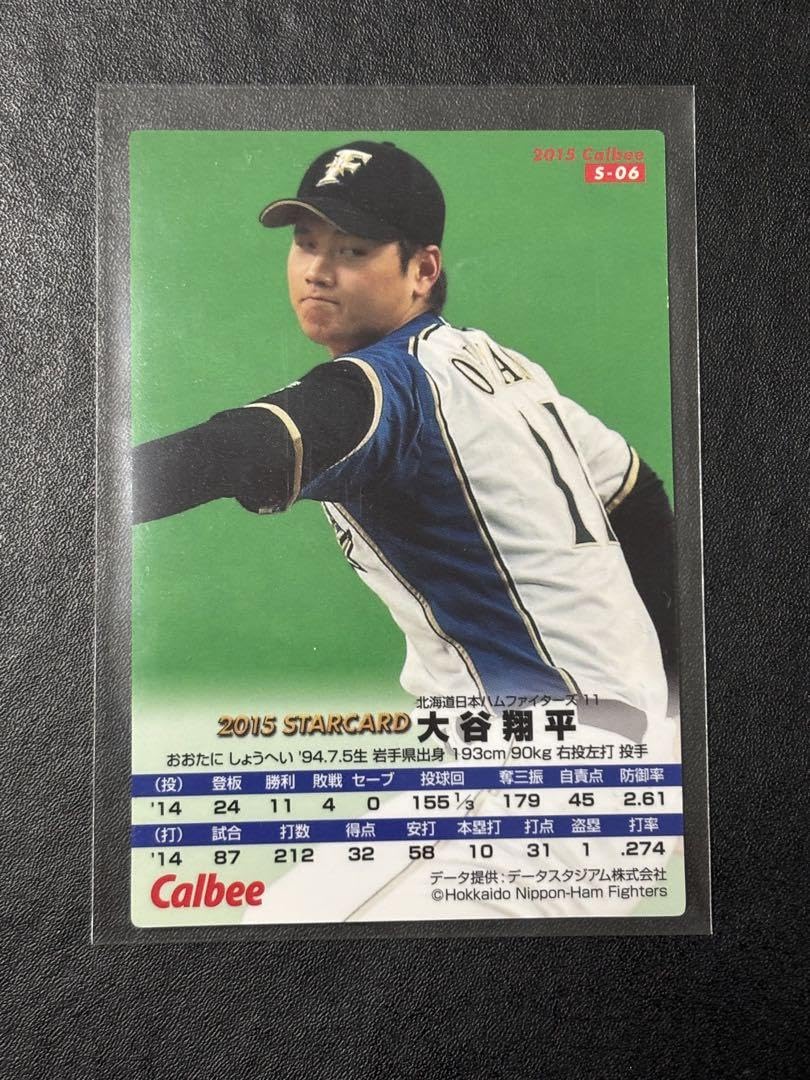 F
2015 Calbee
S-06
11
北海道日本ハムファイターズ 11
2015 STARCARD 大谷翔平
おおたに しょうへい '94.7.5生 岩手県出身 193cm 90kg 右投左打 投手
(投) 登板 勝利 敗戦 セーブ 投球回 奪三振 自責点 防御率
'14 24 11 4 0 155 1/3 179 45 2.61
(打) 試合 打数 得点 安打 本塁打 打点 盗塁 打率
'14 87 212 32 58 10 31 1 .274
Calbee
データ提供:データスタジアム株式会社
©Hokkaido Nippon-Ham Fighters